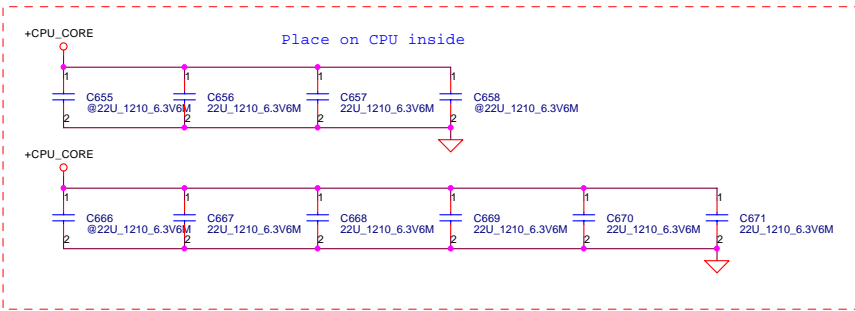 +CPU_CORE
Place on CPU inside
1 1 1 1
C655 C656 C657 C658
@22U_1210_6.3V6M 22U_1210_6.3V6M 22U_1210_6.3V6M @22U_1210_6.3V6M
2 2 2 2
+CPU_CORE
1 1 1 1 1 1
C666 C667 C668 C669 C670 C671
@22U_1210_6.3V6M 22U_1210_6.3V6M 22U_1210_6.3V6M 22U_1210_6.3V6M 22U_1210_6.3V6M 22U_1210_6.3V6M
2 2 2 2 2 2